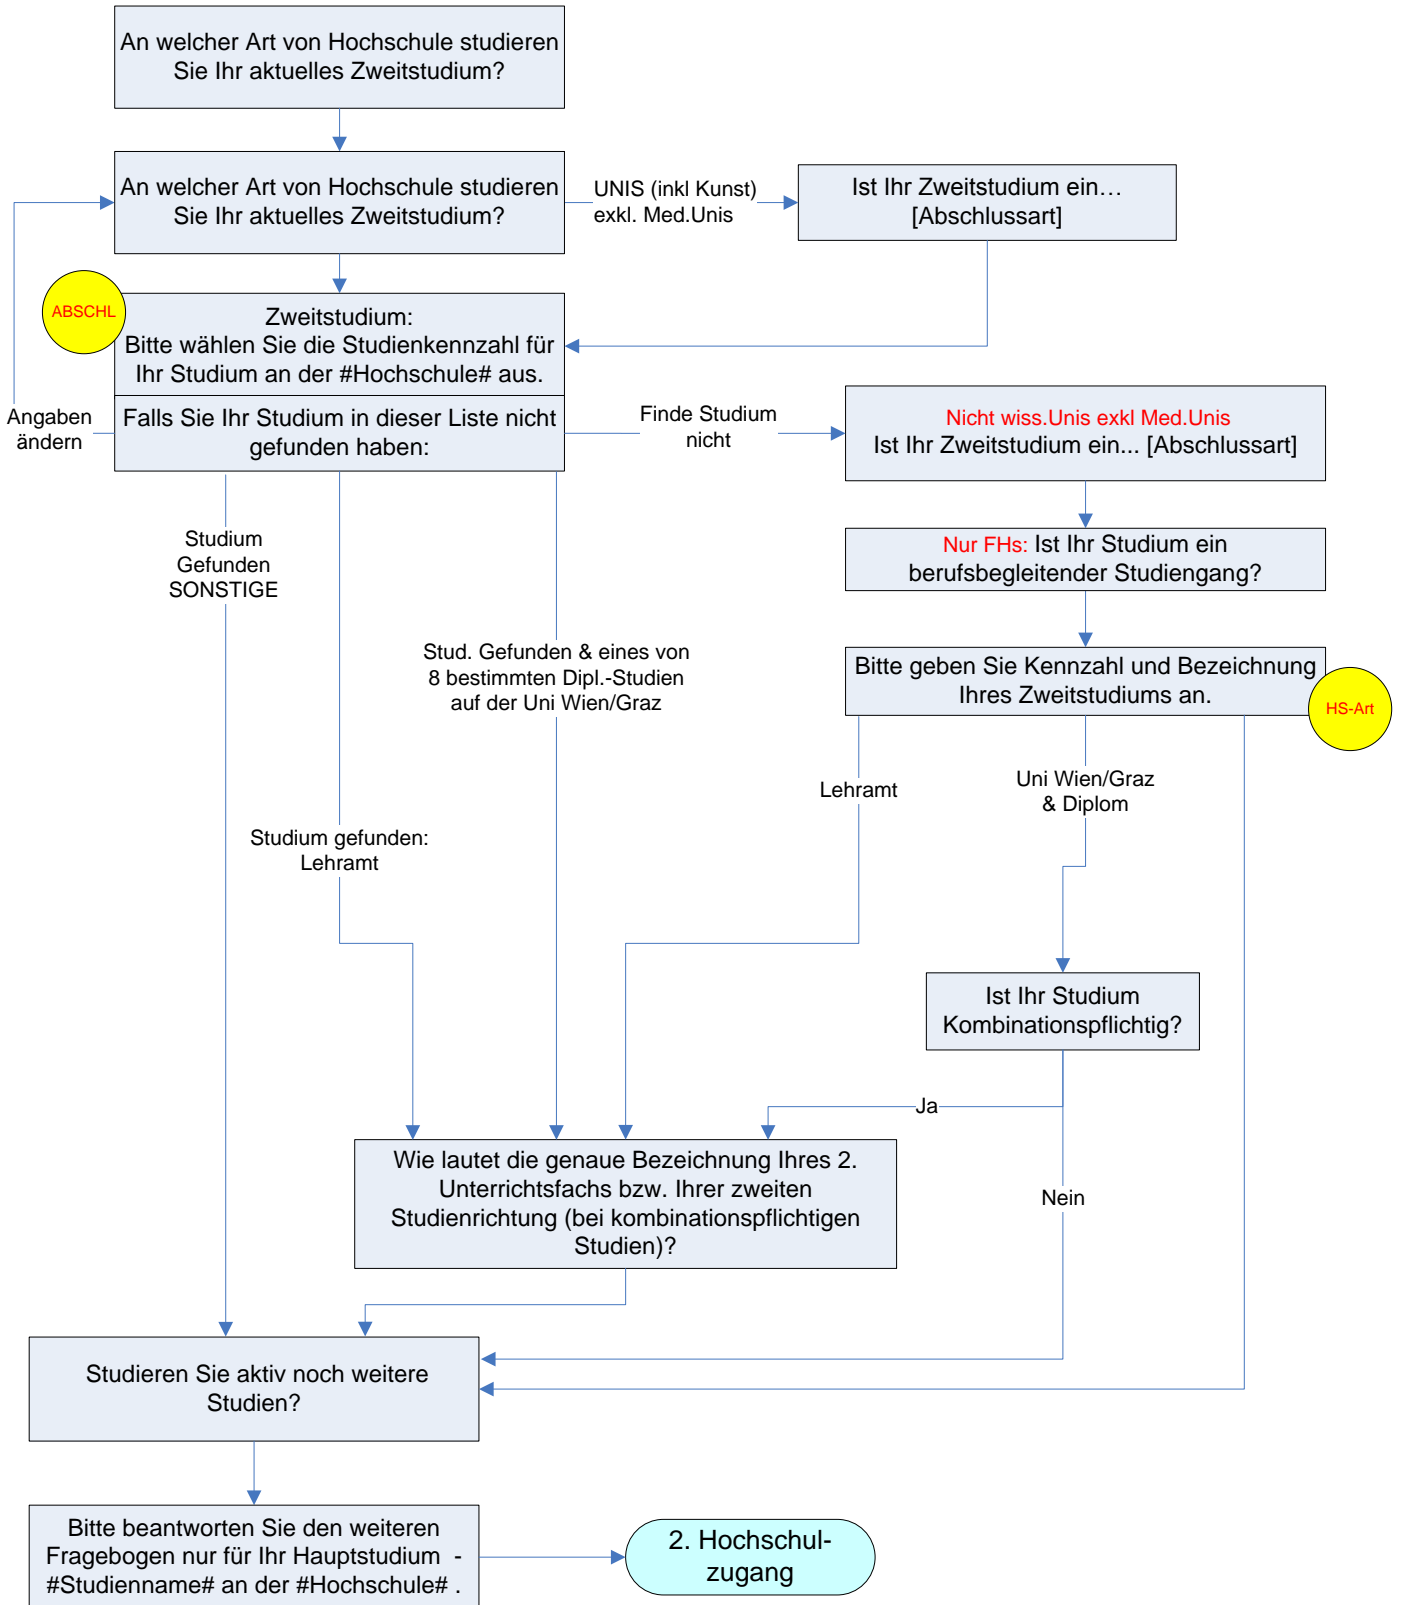 An welcher Art von Hochschule studieren
Sie Ihr aktuelles Zweitstudium?
An welcher Art von Hochschule studieren
Sie Ihr aktuelles Zweitstudium?
UNIS (inkl Kunst)
exkl. Med.Unis
Ist Ihr Zweitstudium ein…
[Abschlussart]
ABSCHL
Zweitstudium:
Bitte wählen Sie die Studienkennzahl für
Ihr Studium an der #Hochschule# aus.
Angaben
ändern
Falls Sie Ihr Studium in dieser Liste nicht
gefunden haben:
Finde Studium
nicht
Nicht wiss.Unis exkl Med.Unis
Ist Ihr Zweitstudium ein... [Abschlussart]
Studium
Gefunden
SONSTIGE
Nur FHs: Ist Ihr Studium ein
berufsbegleitender Studiengang?
Stud. Gefunden & eines von
8 bestimmten Dipl.-Studien
auf der Uni Wien/Graz
Bitte geben Sie Kennzahl und Bezeichnung
Ihres Zweitstudiums an.
HS-Art
Lehramt
Uni Wien/Graz
& Diplom
Studium gefunden:
Lehramt
Ist Ihr Studium
Kombinationspflichtig?
Ja
Wie lautet die genaue Bezeichnung Ihres 2.
Unterrichtsfachs bzw. Ihrer zweiten
Studienrichtung (bei kombinationspflichtigen
Studien)?
Nein
Studieren Sie aktiv noch weitere
Studien?
Bitte beantworten Sie den weiteren
Fragebogen nur für Ihr Hauptstudium -
#Studienname# an der #Hochschule# .
2. Hochschul-
zugang